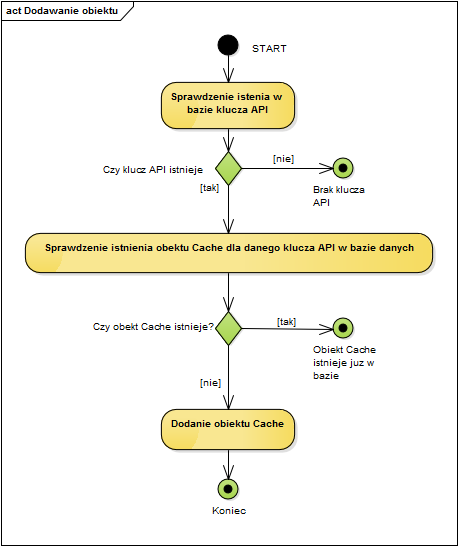 act Dodawanie obiektu
START
Sprawdzenie istenia w
bazie klucza API
Czy klucz API istnieje
[nie]
[tak]
Brak klucza
API
Sprawdzenie istnienia obektu Cache dla danego klucza API w bazie danych
Czy obekt Cache istnieje?
[tak]
Obiekt Cache
istnieje juz w
bazie
[nie]
Dodanie obiektu Cache
Koniec